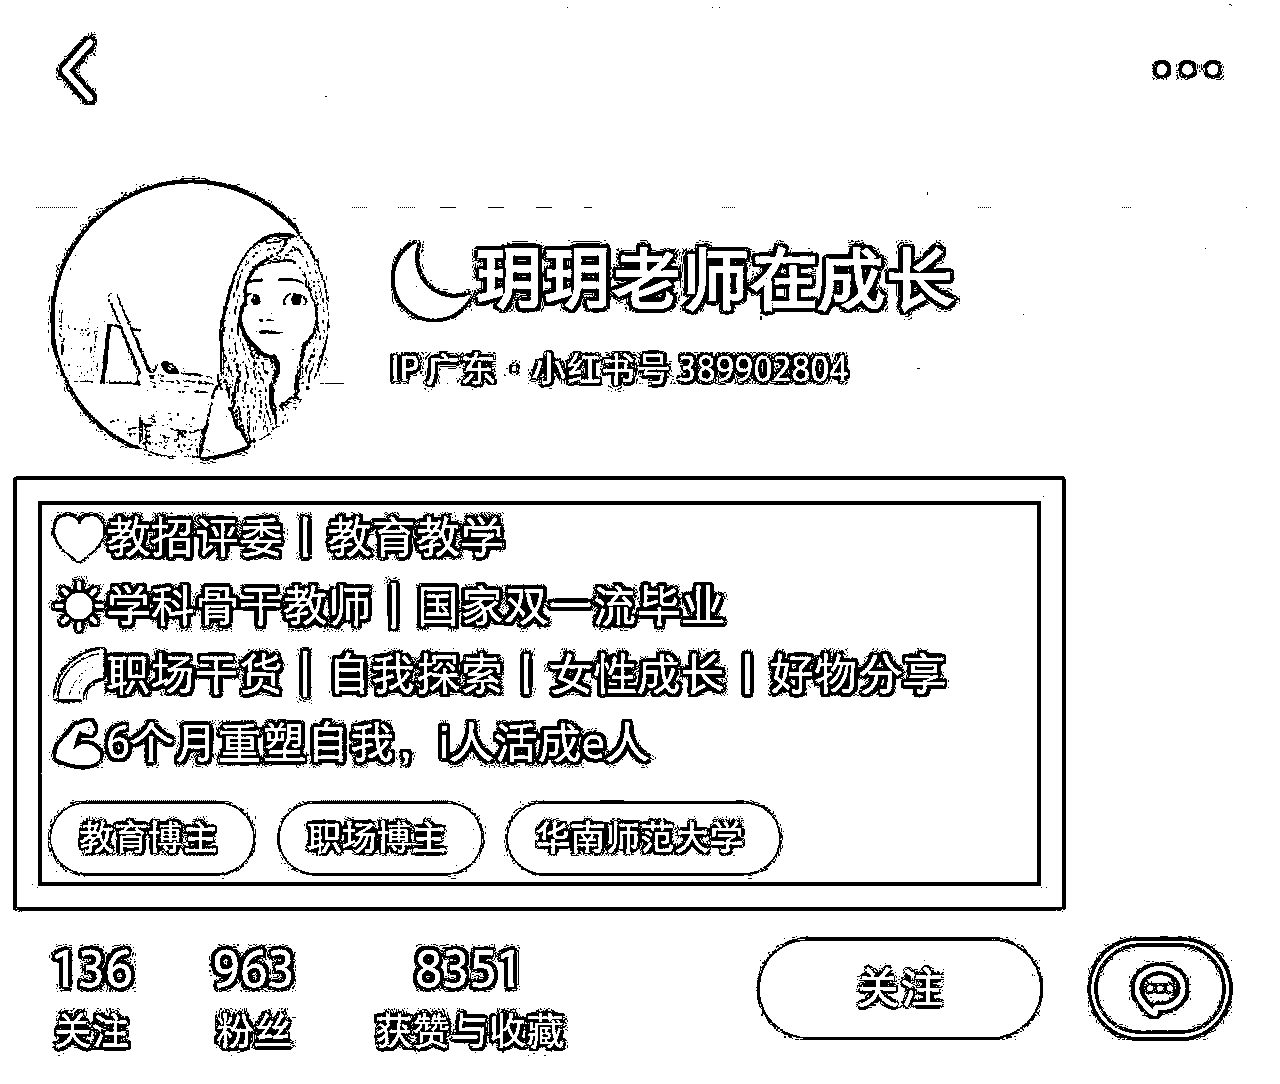 🌙玥玥老师在成长
IP 广东 · 小红书号 389902804
教招评委 | 教育教学
学科骨干教师 | 国家双一流毕业
职场干货 | 自我探索 | 女性成长 | 好物分享
6个月重塑自我，i人活成e人
教育博主 职场博主 华南师范大学
136 963 8351 关注
关注 粉丝 获赞与收藏